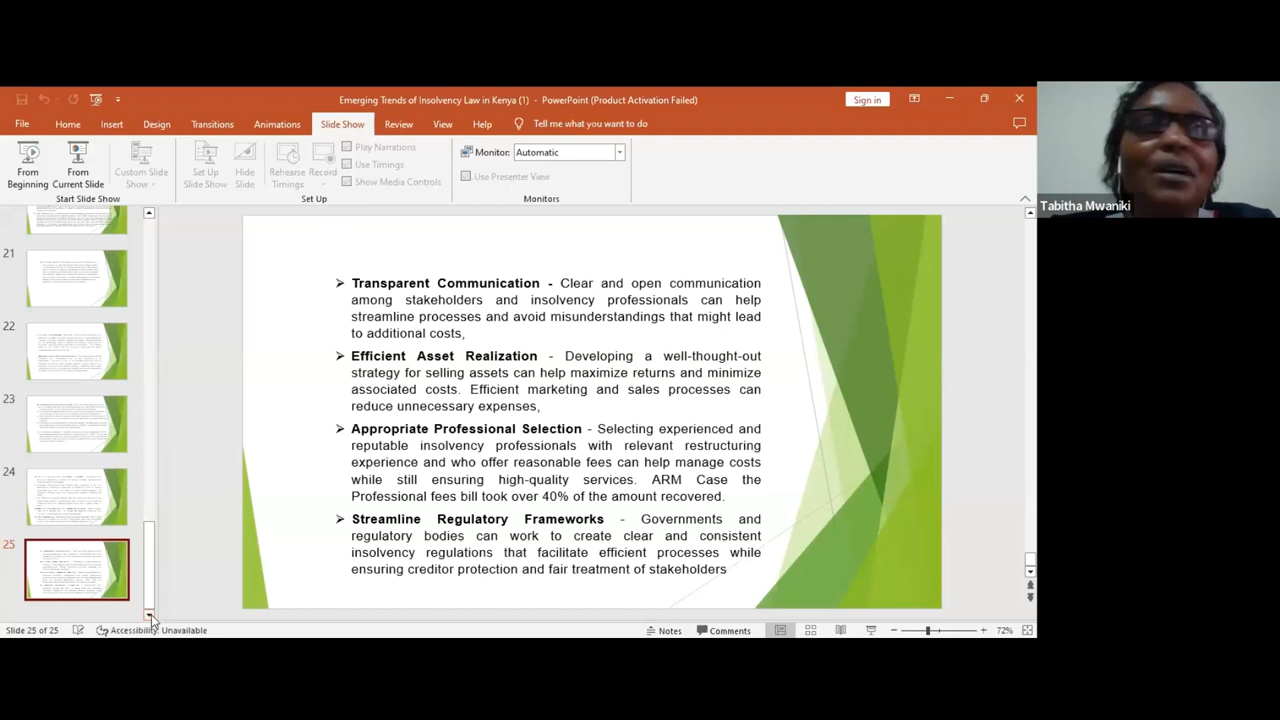 Emerging Trends of Insolvency Law in Kenya (1) - PowerPoint (Product Activation Failed)
Sign in
File Home Insert Design Transitions Animations Slide Show Review View Help Tell me what you want to do
From Beginning
From Current Slide
Custom Slide Show
Set Up Slide Show
Hide Slide
Rehearse Timings
Record
Play Narrations
Use Timings
Show Media Controls
Monitor: Automatic
Use Presenter View
Start Slide Show
Set Up
Monitors
Tabitha Mwaniki
21
22
23
24
25
Transparent Communication - Clear and open communication
among stakeholders and insolvency professionals can help
streamline processes and avoid misunderstandings that might lead
to additional costs,
Efficient Asset - Developing a
strategy for selling assets can help maximize returns and minimize
associated costs. Efficient marketing and sales processes can
reduce unnecessary expenses,
Appropriate Professional Selection - Selecting experienced and
reputable insolvency professionals with relevant restructuring
experience and who offer reasonable fees can help manage costs
while still ensuring high-quality services. ARM Case the
Professional fees bill took over 40% of the amount recovered.
Streamline Regulatory Frameworks - Governments and
regulatory bodies can work to create clear and consistent
insolvency that efficient processes while
ensuring creditor protection and fair treatment of stakeholders
Slide 25 of 25
Accessibility: Unavailable
Notes
Comments
72%